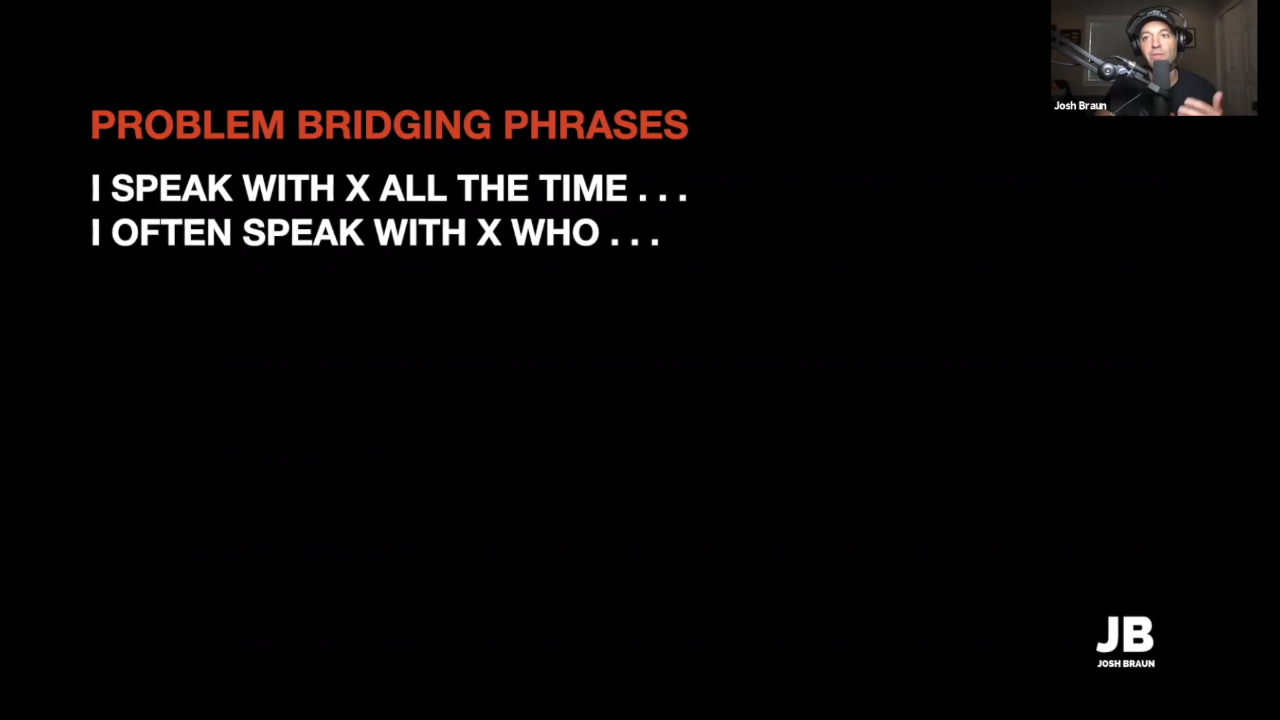 PROBLEM BRIDGING PHRASES
I SPEAK WITH X ALL THE TIME . . .
I OFTEN SPEAK WITH X WHO . . .
Josh Braun
JB
JOSH BRAUN